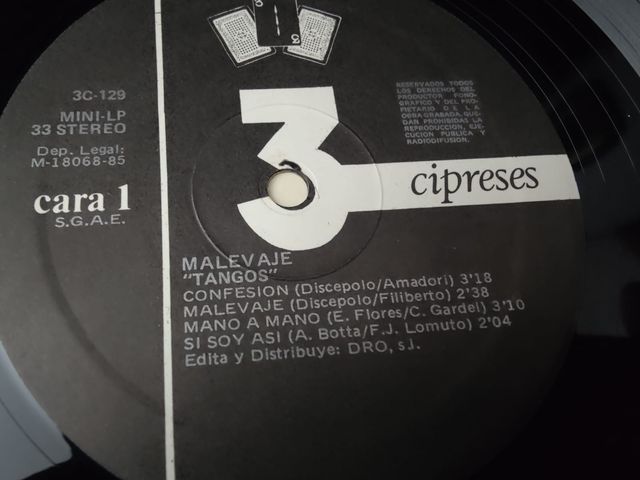 3C-129
MINI-LP
33 STEREO
Dep. Legal:
M-18068-85
cara 1
S.G.A.E.
RESERVADOS TODOS
LOS DERECHOS DEL
PRODUCTOR FONO-
GRAFICO Y DEL PRO-
PIETARIO DE LA
OBRA GRABADA. QUE-
DAN PROHIBIDAS LA
REPRODUCCION, EJE-
CUCION PUBLICA Y
RADIODIFUSION.
3
cipreses
MALEVAJE
"TANGOS"
CONFESION (Discepolo/Amadori) 3'18
MALEVAJE (Discepolo/Filiberto) 2'38
MANO A MANO (E. Flores/C. Gardel) 3'10
SI SOY ASI (A. Botta/F.J. Lomuto) 2'04
Edita y Distribuye: DRO, s.l.